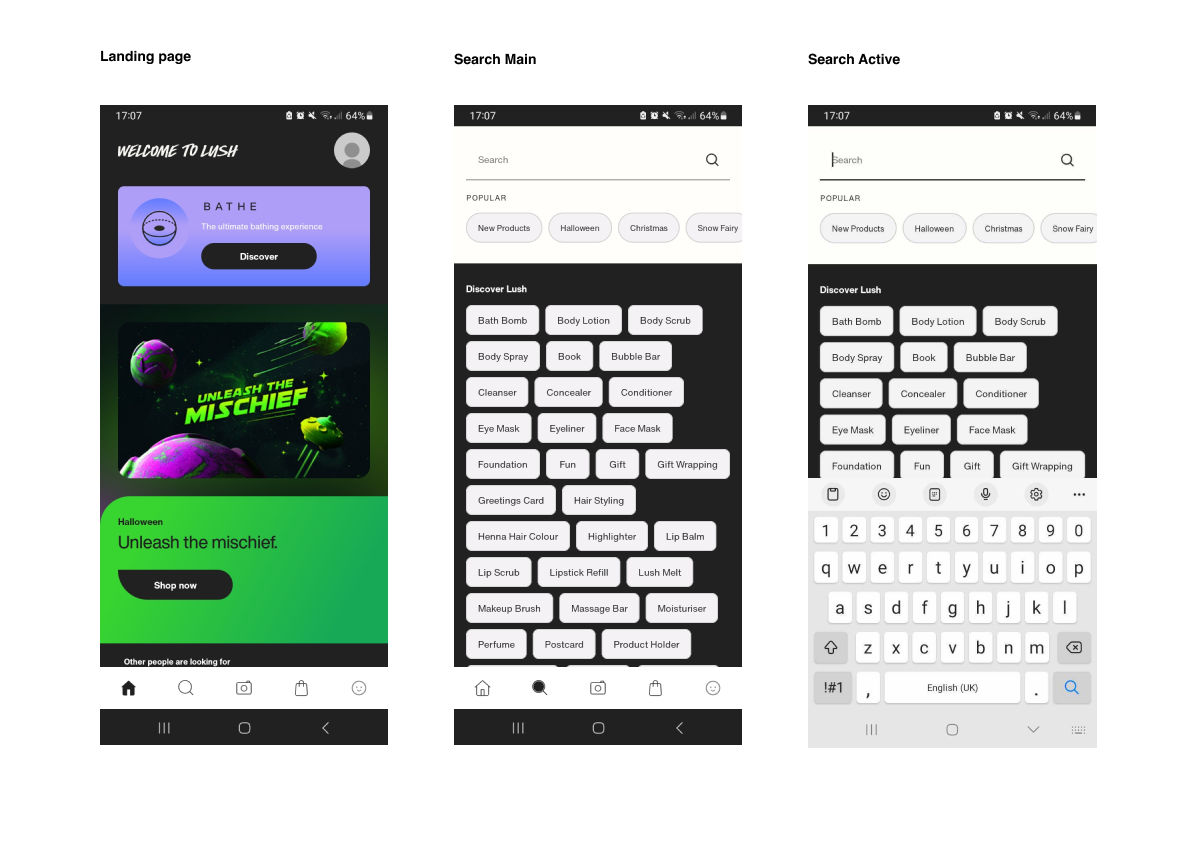 Landing page
17:07 64%
WELCOME TO LUSH
BATHE
The ultimate bathing experience
Discover
UNLEASH THE
MISCHIEF
Halloween
Unleash the mischief.
Shop now
Other people are looking for
Search Main
17:07 64%
Search
POPULAR
New Products Halloween Christmas Snow Fairy
Discover Lush
Bath Bomb Body Lotion Body Scrub
Body Spray Book Bubble Bar
Cleanser Concealer Conditioner
Eye Mask Eyeliner Face Mask
Foundation Fun Gift Gift Wrapping
Greetings Card Hair Styling
Henna Hair Colour Highlighter Lip Balm
Lip Scrub Lipstick Refill Lush Melt
Makeup Brush Massage Bar Moisturiser
Perfume Postcard Product Holder
Search Active
17:07 64%
Search
POPULAR
New Products Halloween Christmas Snow Fairy
Discover Lush
Bath Bomb Body Lotion Body Scrub
Body Spray Book Bubble Bar
Cleanser Concealer Conditioner
Eye Mask Eyeliner Face Mask
Foundation Fun Gift Gift Wrapping
1 2 3 4 5 6 7 8 9 0
q w e r t y u i o p
a s d f g h j k l
z x c v b n m
!#1 , English (UK) .